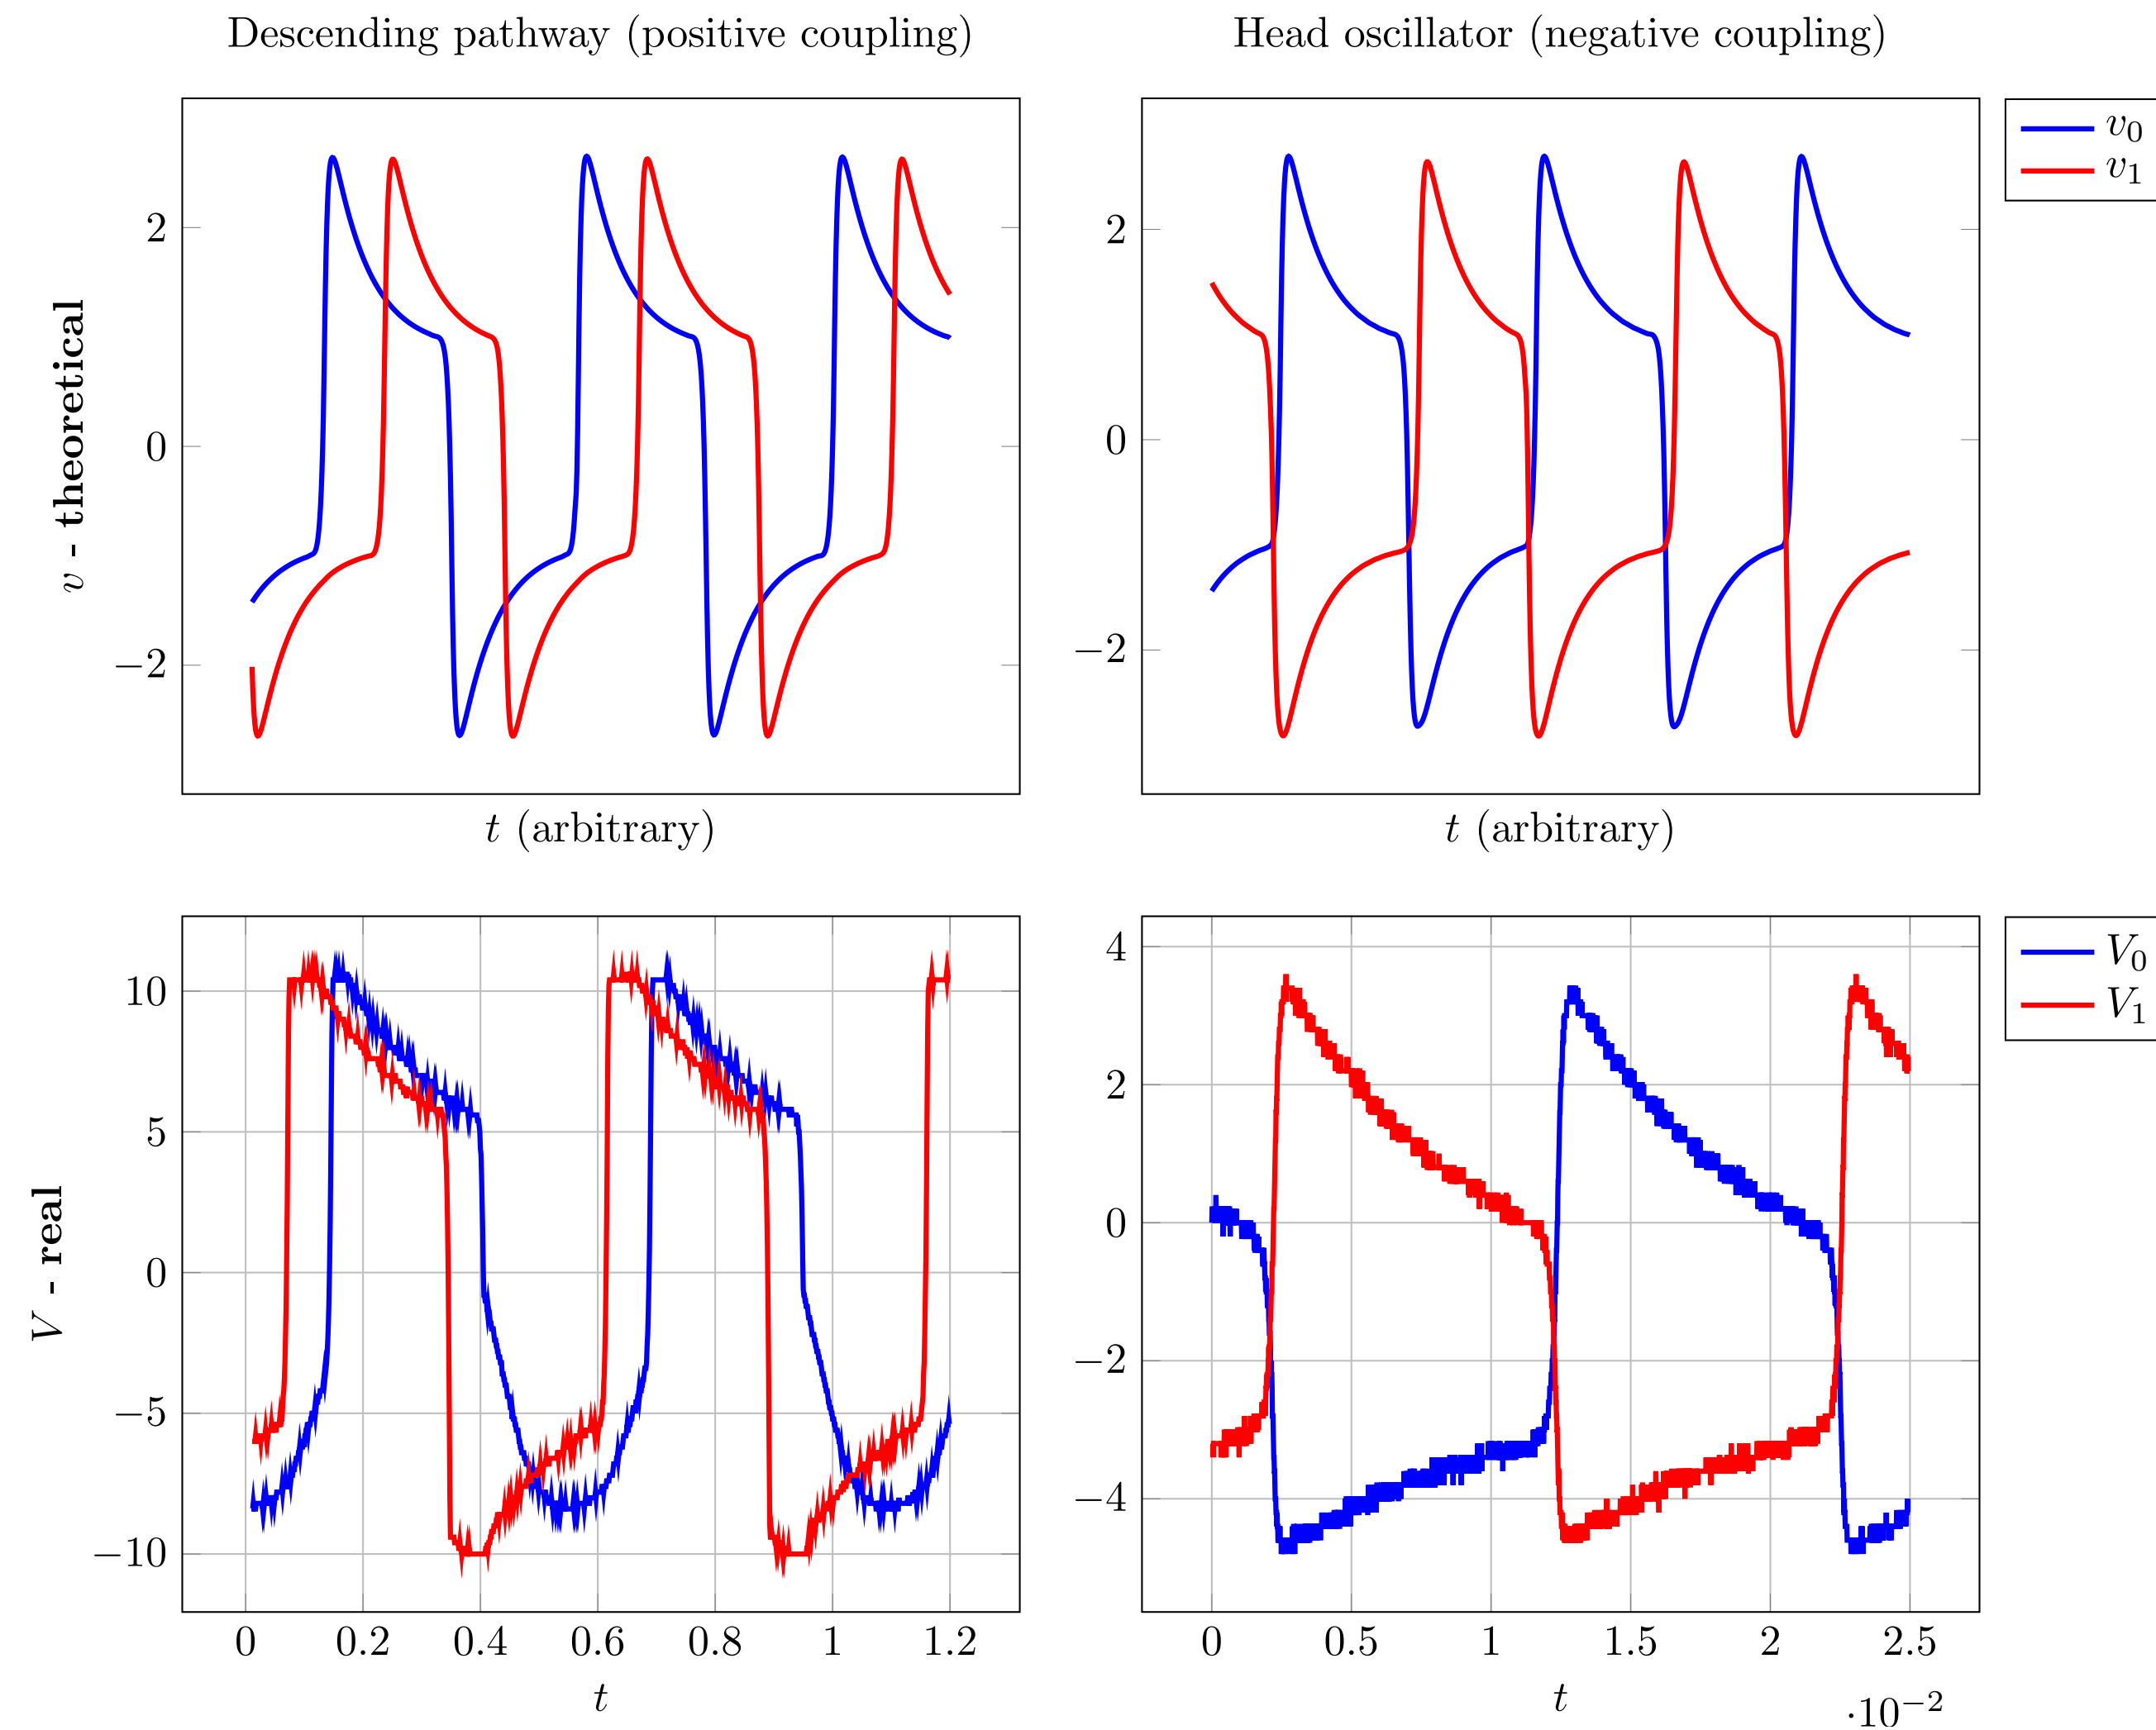 Descending pathway (positive coupling)
Head oscillator (negative coupling)
v - theoretical
2
0
−2
t (arbitrary)
2
0
−2
t (arbitrary)
v₀
v₁
V - real
10
5
0
−5
−10
0 0.2 0.4 0.6 0.8 1 1.2
t
4
2
0
−2
−4
0 0.5 1 1.5 2 2.5
t
·10⁻²
V₀
V₁